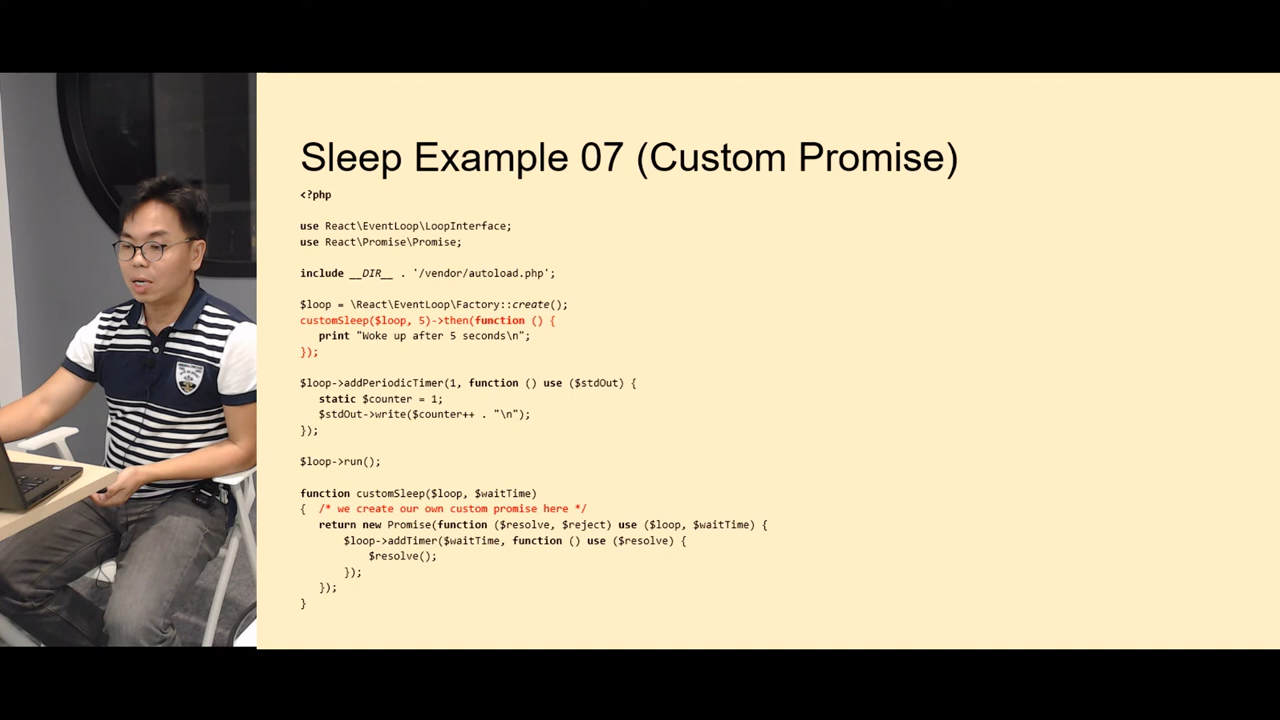 Sleep Example 07 (Custom Promise)
<?php
use React\EventLoop\LoopInterface;
use React\Promise\Promise;
include __DIR__ . '/vendor/autoload.php';
$loop = \React\EventLoop\Factory::create();
customSleep($loop, 5)->then(function () {
print "Woke up after 5 seconds\n";
});
$loop->addPeriodicTimer(1, function () use ($stdOut) {
static $counter = 1;
$stdOut->write($counter++ . "\n");
});
$loop->run();
function customSleep($loop, $waitTime)
{ /* we create our own custom promise here */
return new Promise(function ($resolve, $reject) use ($loop, $waitTime) {
$loop->addTimer($waitTime, function () use ($resolve) {
$resolve();
});
});
}